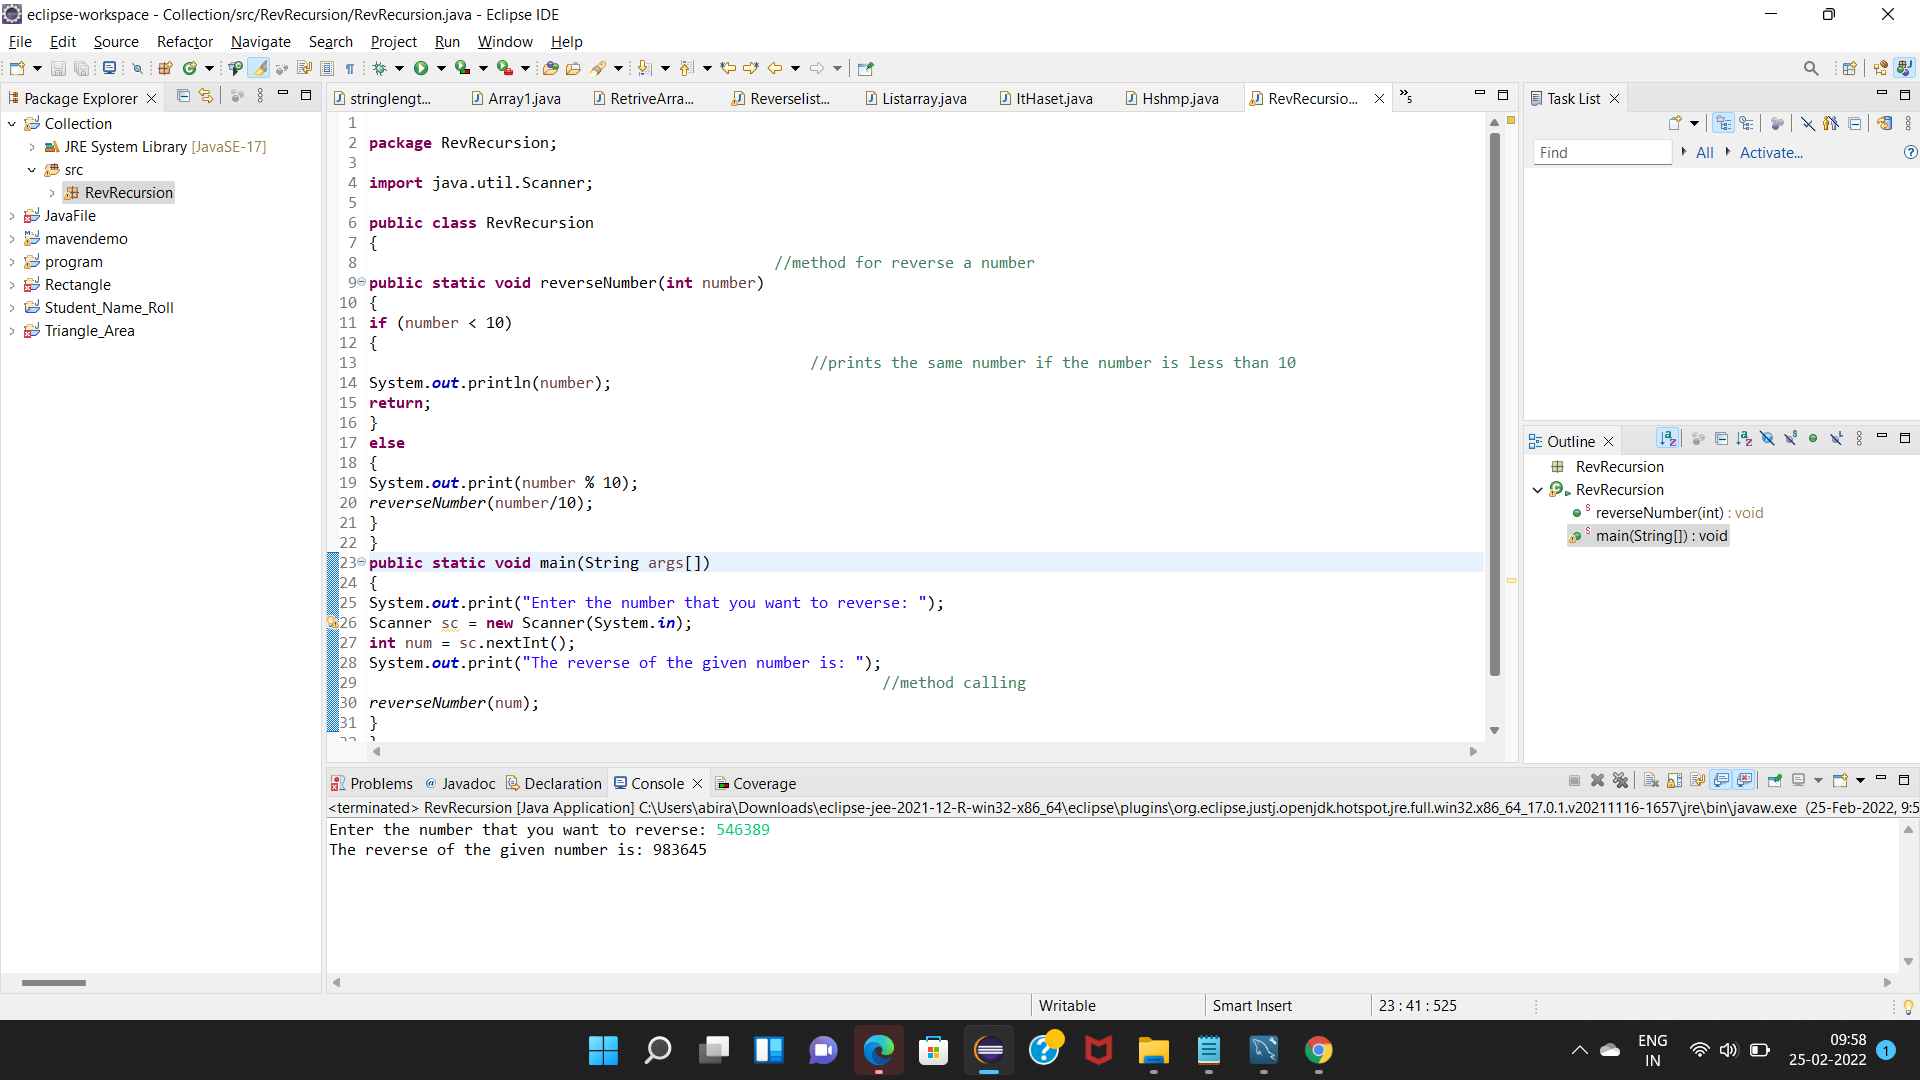 eclipse-workspace - Collection/src/RevRecursion/RevRecursion.java - Eclipse IDE
File Edit Source Refactor Navigate Search Project Run Window Help
Package Explorer
Collection
JRE System Library [JavaSE-17]
src
RevRecursion
JavaFile
mavendemo
program
Rectangle
Student_Name_Roll
Triangle_Area
stringlengt... Array1.java RetriveArra... Reverselist... Listarray.java ItHaset.java Hshmp.java RevRecursio... »5
1
2 package RevRecursion;
3
4 import java.util.Scanner;
5
6 public class RevRecursion
7 {
8 //method for reverse a number
9 public static void reverseNumber(int number)
10 {
11 if (number < 10)
12 {
13 //prints the same number if the number is less than 10
14 System.out.println(number);
15 return;
16 }
17 else
18 {
19 System.out.print(number % 10);
20 reverseNumber(number/10);
21 }
22 }
23 public static void main(String args[])
24 {
25 System.out.print("Enter the number that you want to reverse: ");
26 Scanner sc = new Scanner(System.in);
27 int num = sc.nextInt();
28 System.out.print("The reverse of the given number is: ");
29 //method calling
30 reverseNumber(num);
31 }
Task List
Find All Activate...
Outline
RevRecursion
RevRecursion
reverseNumber(int) : void
main(String[]) : void
Problems Javadoc Declaration Console Coverage
<terminated> RevRecursion [Java Application] C:\Users\abira\Downloads\eclipse-jee-2021-12-R-win32-x86_64\eclipse\plugins\org.eclipse.justj.openjdk.hotspot.jre.full.win32.x86_64_17.0.1.v20211116-1657\jre\bin\javaw.exe (25-Feb-2022, 9:5
Enter the number that you want to reverse: 546389
The reverse of the given number is: 983645
Writable Smart Insert 23 : 41 : 525
ENG
IN
09:58
25-02-2022
1